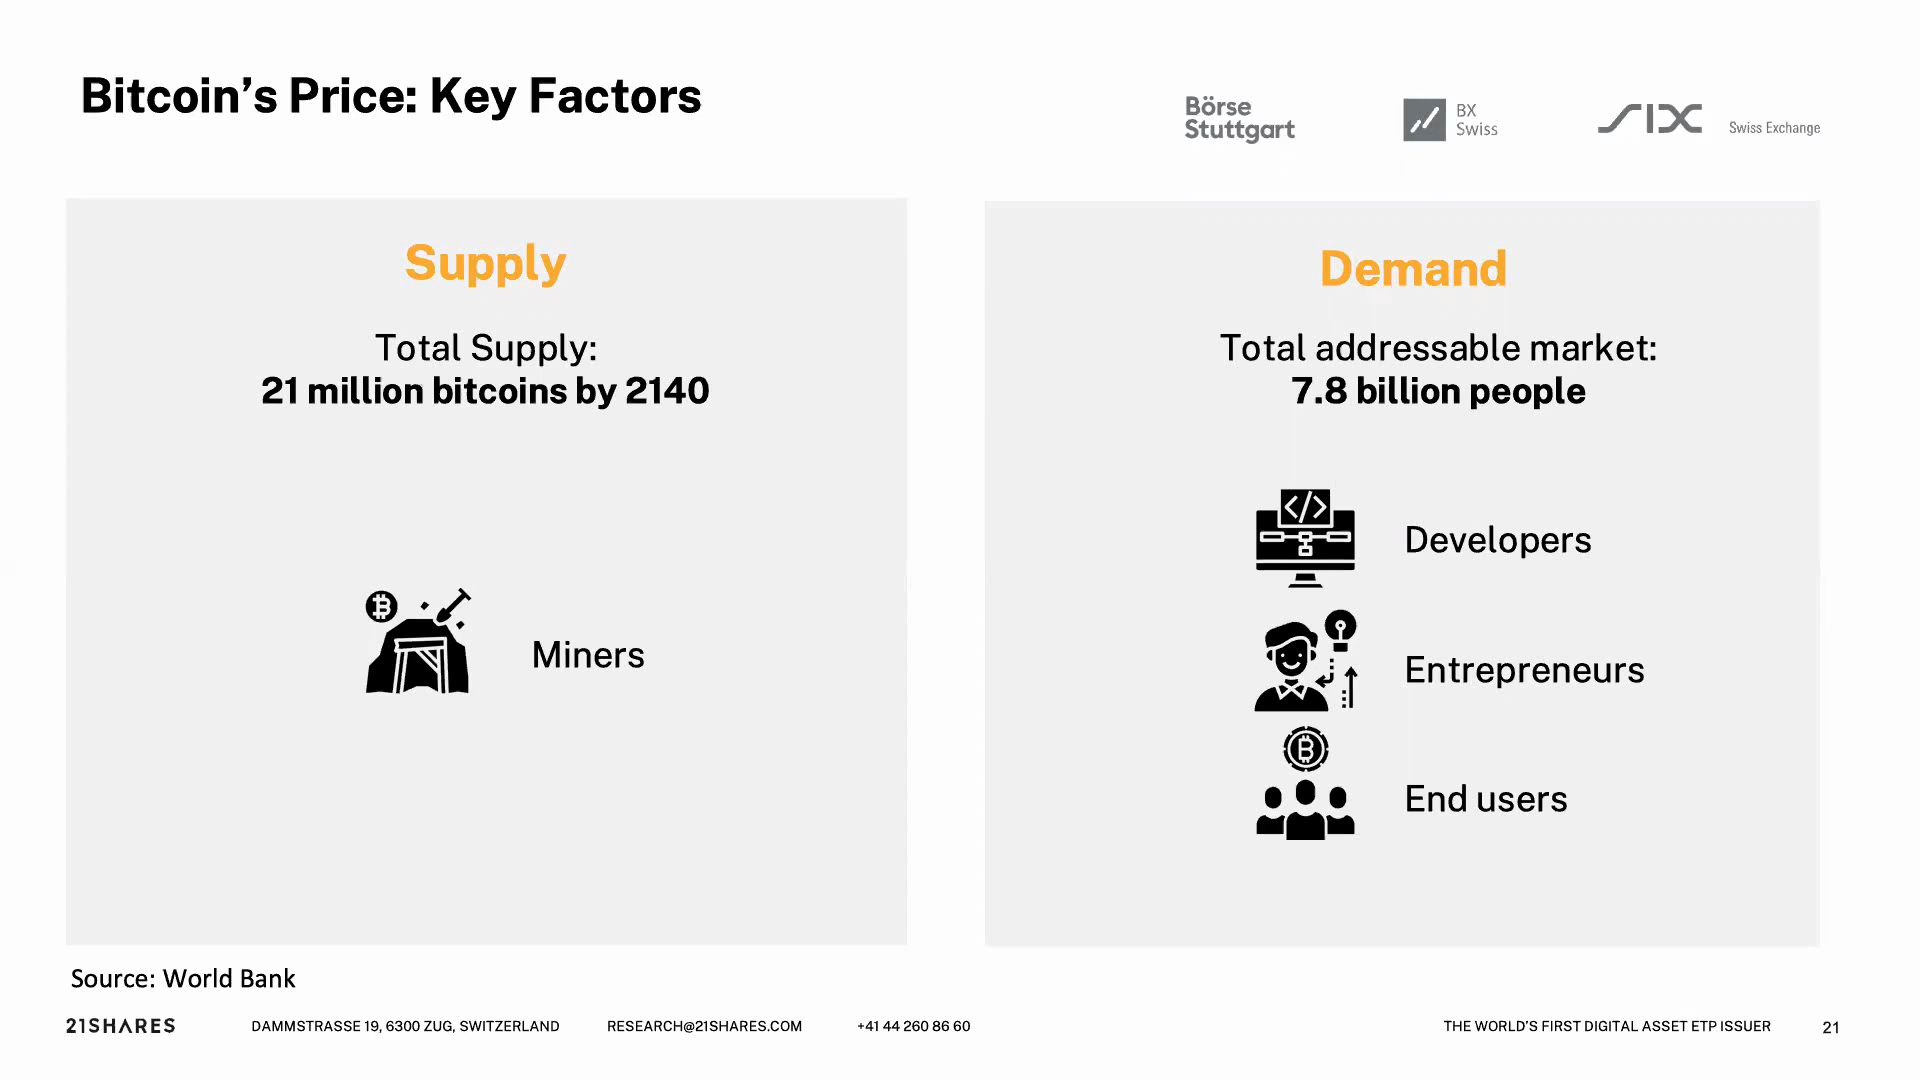 Bitcoin's Price: Key Factors
Börse
Stuttgart
BX
Swiss
SIX
Swiss Exchange
Supply
Total Supply:
21 million bitcoins by 2140
Miners
Demand
Total addressable market:
7.8 billion people
Developers
Entrepreneurs
End users
Source: World Bank
21SHARES
DAMMSTRASSE 19, 6300 ZUG, SWITZERLAND
RESEARCH@21SHARES.COM
+41 44 260 86 60
THE WORLD'S FIRST DIGITAL ASSET ETP ISSUER
21